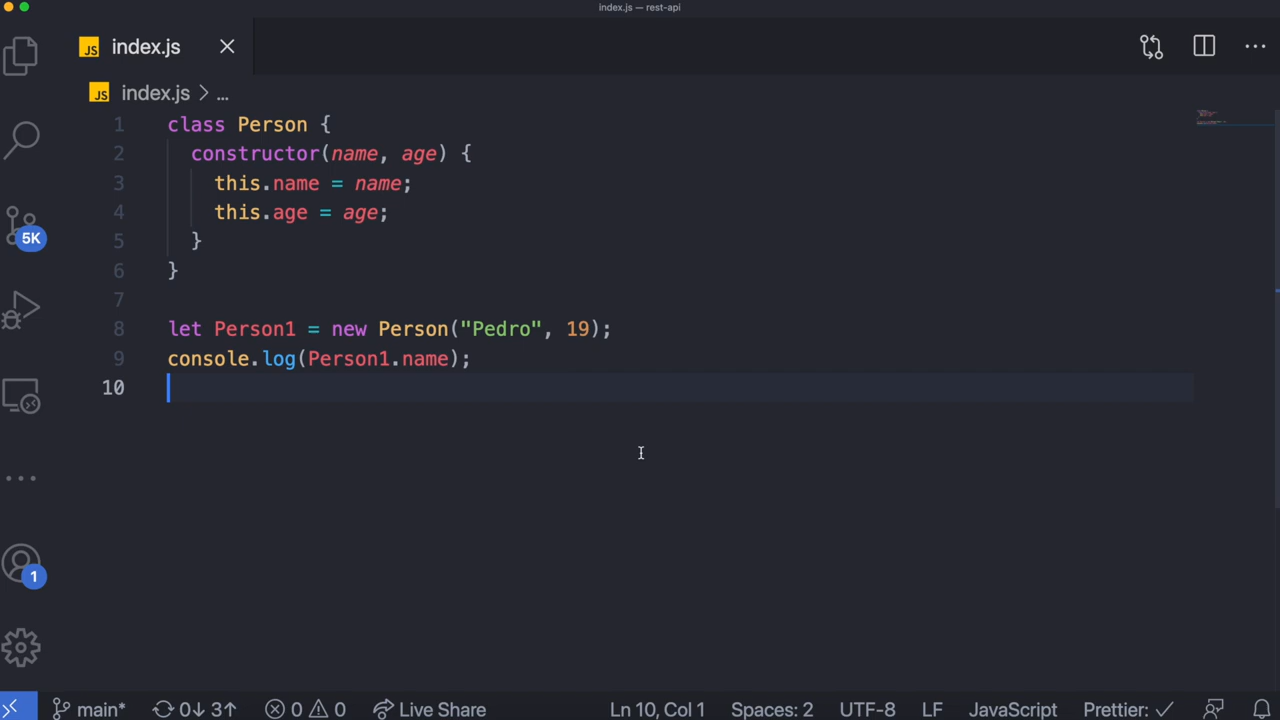 index.js — rest-api
JS index.js
JS index.js > ...
1 class Person {
2   constructor(name, age) {
3     this.name = name;
4     this.age = age;
5   }
6 }
7
8 let Person1 = new Person("Pedro", 19);
9 console.log(Person1.name);
10
5K
1
main* 0↓ 3↑ 0 0 Live Share Ln 10, Col 1 Spaces: 2 UTF-8 LF JavaScript Prettier: ✓